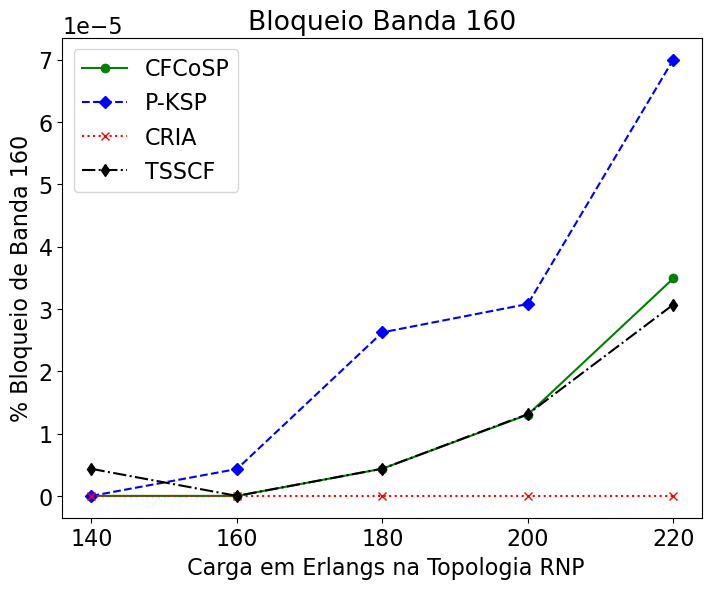 Bloqueio Banda 160
1e−5
CFCoSP
P-KSP
CRIA
TSSCF
7
6
5
4
3
2
1
0
% Bloqueio de Banda 160
140 160 180 200 220
Carga em Erlangs na Topologia RNP